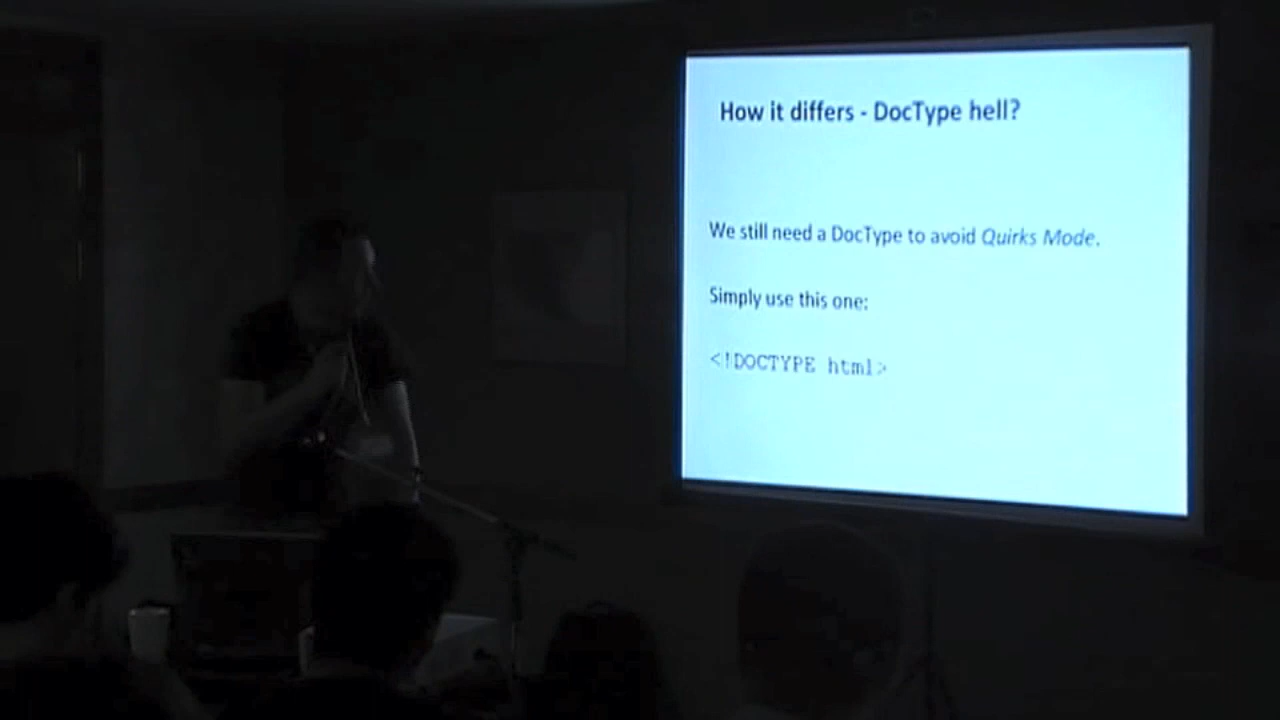 How it differs - DocType hell?
We still need a DocType to avoid Quirks Mode.
Simply use this one:
<!DOCTYPE html>